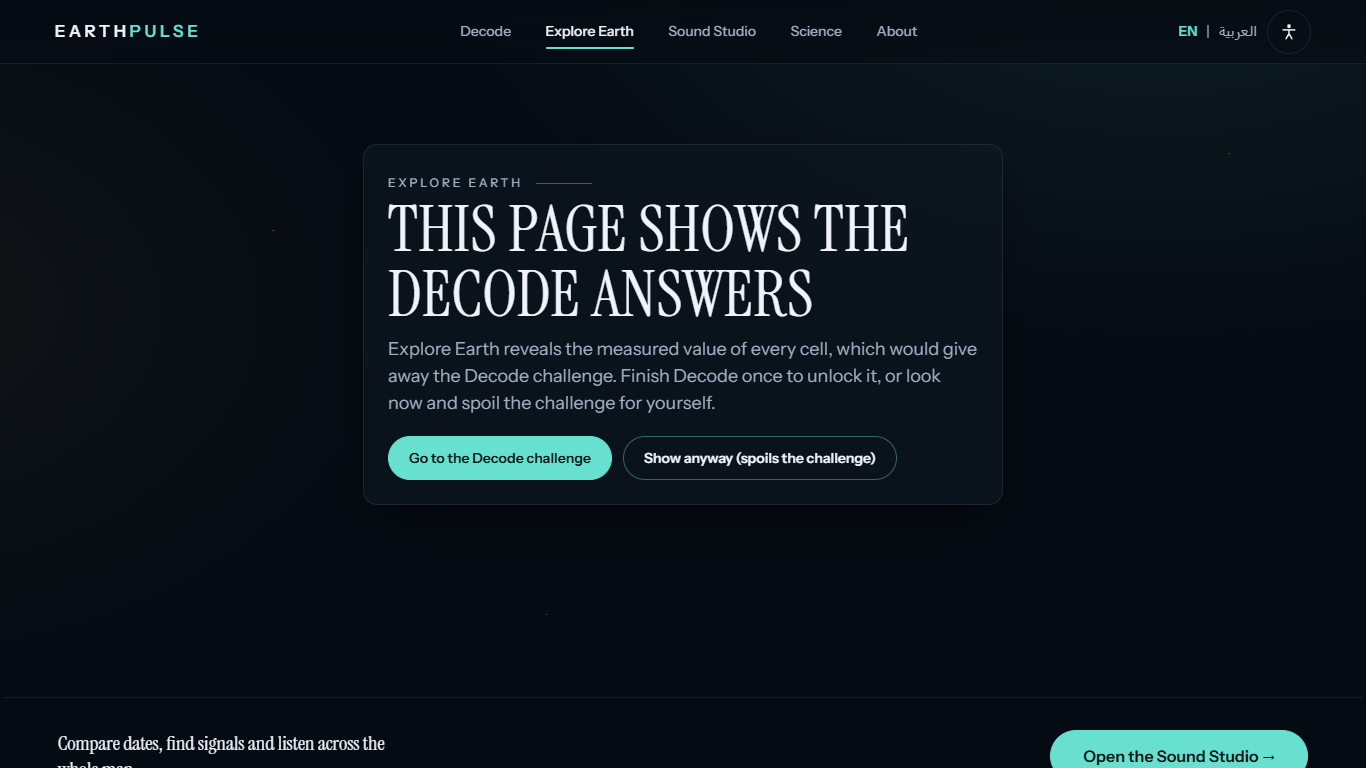 EARTHPULSE
Decode
Explore Earth
Sound Studio
Science
About
EN | العربية
EXPLORE EARTH
THIS PAGE SHOWS THE
DECODE ANSWERS
Explore Earth reveals the measured value of every cell, which would give
away the Decode challenge. Finish Decode once to unlock it, or look
now and spoil the challenge for yourself.
Go to the Decode challenge
Show anyway (spoils the challenge)
Compare dates, find signals and listen across the
whole map.
Open the Sound Studio →